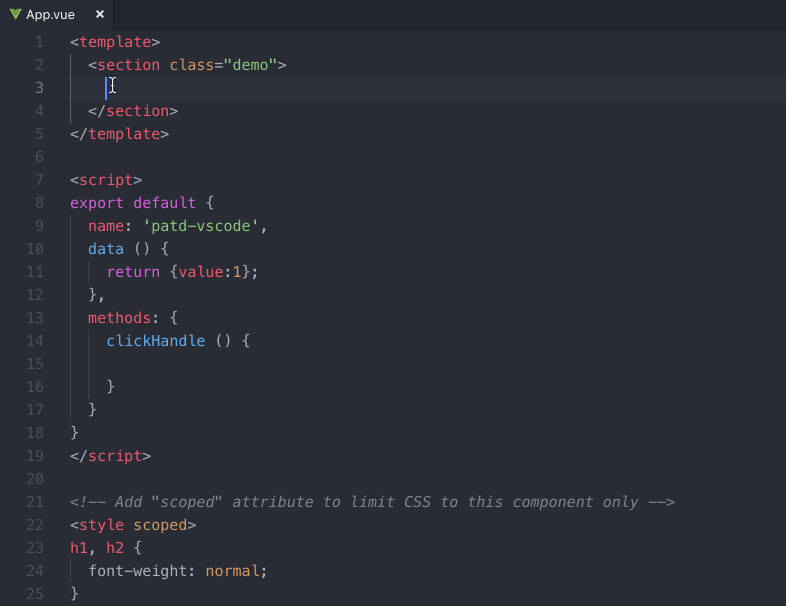 App.vue ×
1 <template>
2 <section class="demo">
3
4 </section>
5 </template>
6
7 <script>
8 export default {
9 name: 'patd-vscode',
10 data () {
11 return {value:1};
12 },
13 methods: {
14 clickHandle () {
15
16 }
17 }
18 }
19 </script>
20
21 <!-- Add "scoped" attribute to limit CSS to this component only -->
22 <style scoped>
23 h1, h2 {
24 font-weight: normal;
25 }